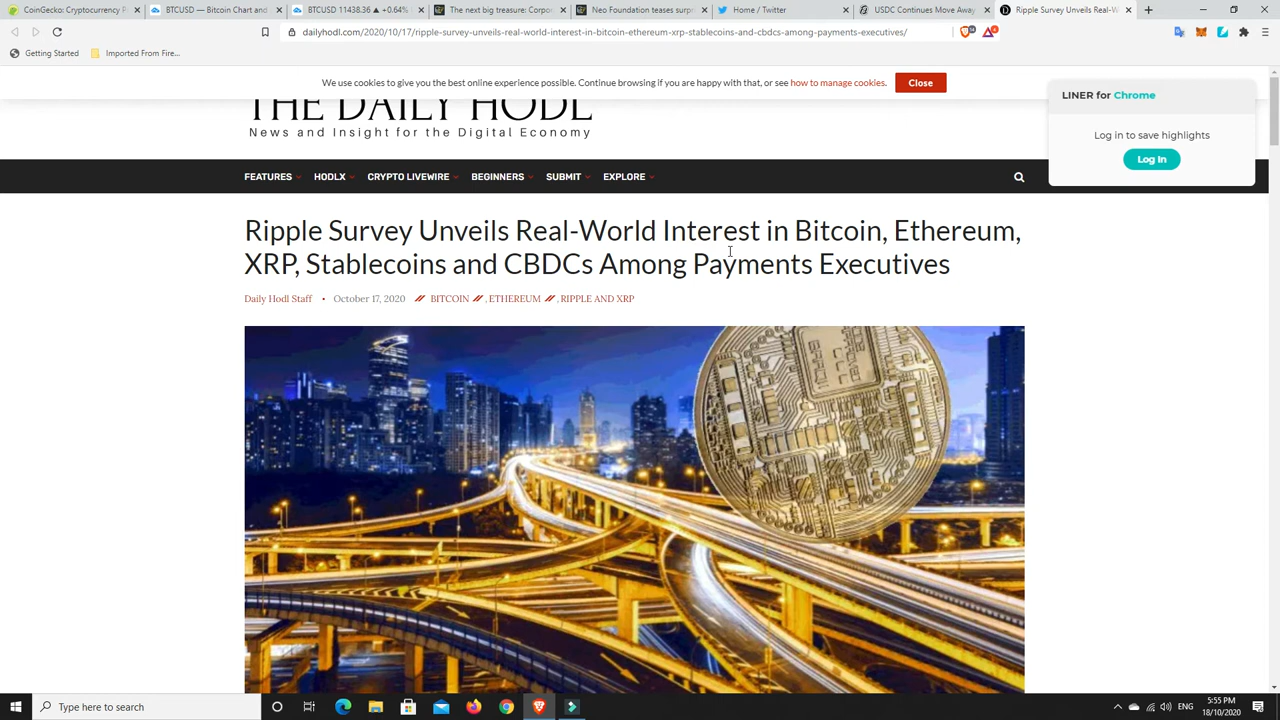 CoinGecko: Cryptocurrency P
BTCUSD — Bitcoin Chart and
BTCUSD 11438.36 ▲ +0.64%
The next big treasure: Corpo
Neo Foundation teases surpr
Home / Twitter
USDC Continues Move Away
Ripple Survey Unveils Real-W
dailyhodl.com/2020/10/17/ripple-survey-unveils-real-world-interest-in-bitcoin-ethereum-xrp-stablecoins-and-cbdcs-among-payments-executives/
Getting Started
Imported From Fire...
We use cookies to give you the best online experience possible. Continue browsing if you are happy with that, or see how to manage cookies.
Close
LINER for Chrome
Log in to save highlights
Log In
THE DAILY HODL
News and Insight for the Digital Economy
FEATURES
HODLX
CRYPTO LIVEWIRE
BEGINNERS
SUBMIT
EXPLORE
Ripple Survey Unveils Real-World Interest in Bitcoin, Ethereum,
XRP, Stablecoins and CBDCs Among Payments Executives
Daily Hodl Staff • October 17, 2020 // BITCOIN // , ETHEREUM // , RIPPLE AND XRP
Type here to search
ENG
5:55 PM
18/10/2020